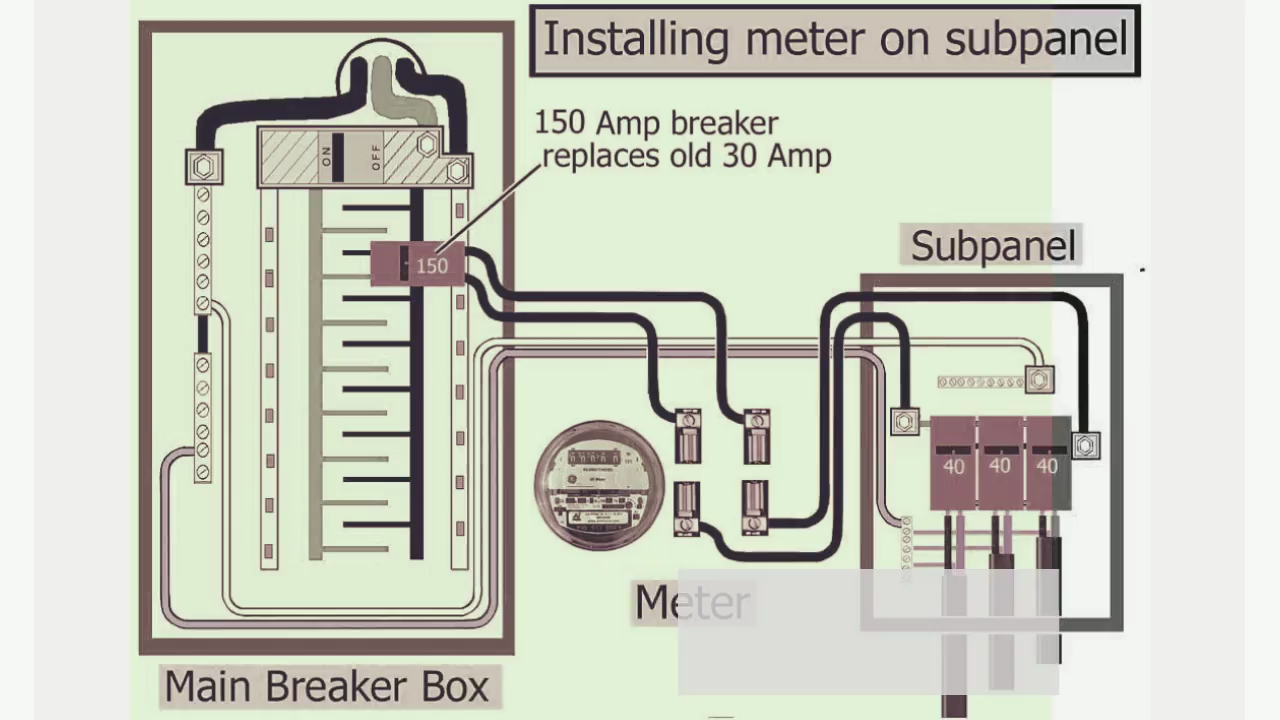 Installing meter on subpanel
150 Amp breaker
replaces old 30 Amp
ON
OFF
150
Subpanel
40 40 40
Meter
Main Breaker Box